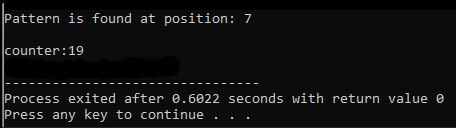 Pattern is found at position: 7
counter:19
--------------------------------
Process exited after 0.6022 seconds with return value 0
Press any key to continue . . .